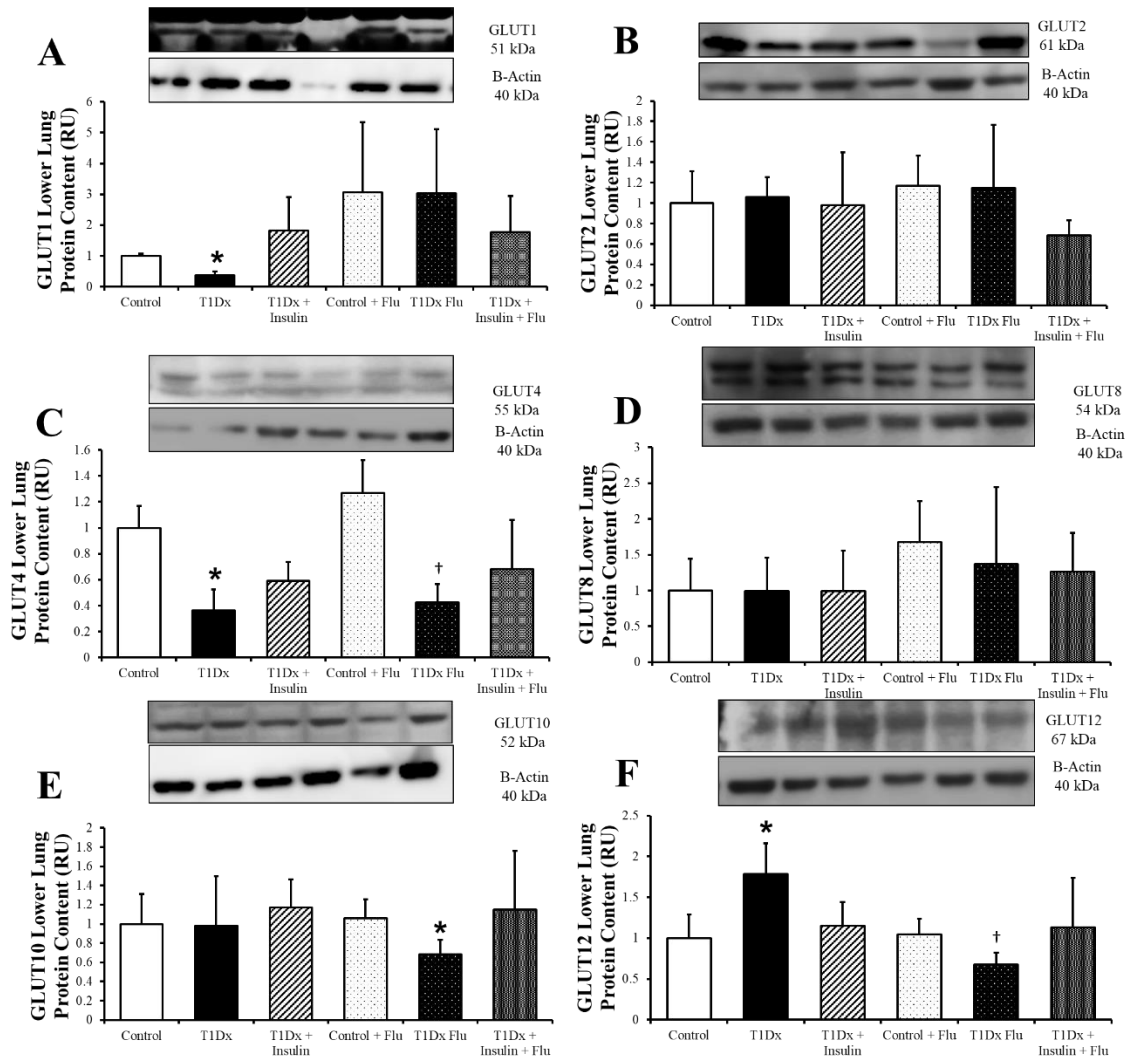 A
GLUT1
51 kDa
B-Actin
40 kDa
GLUT1 Lower Lung
Protein Content (RU)
6
5
4
3
2
1
0
*
Control
T1Dx
T1Dx +
Insulin
Control + Flu
T1Dx Flu
T1Dx +
Insulin + Flu
B
GLUT2
61 kDa
B-Actin
40 kDa
GLUT2 Lower Lung
Protein Content (RU)
2
1.8
1.6
1.4
1.2
1
0.8
0.6
0.4
0.2
0
Control
T1Dx
T1Dx +
Insulin
Control + Flu
T1Dx Flu
T1Dx +
Insulin + Flu
C
GLUT4
55 kDa
B-Actin
40 kDa
GLUT4 Lower Lung
Protein Content (RU)
1.6
1.4
1.2
1
0.8
0.6
0.4
0.2
0
*
†
Control
T1Dx
T1Dx +
Insulin
Control + Flu
T1Dx Flu
T1Dx +
Insulin + Flu
D
GLUT8
54 kDa
B-Actin
40 kDa
GLUT8 Lower Lung
Protein Content (RU)
3
2.5
2
1.5
1
0.5
0
Control
T1Dx
T1Dx +
Insulin
Control + Flu
T1Dx Flu
T1Dx +
Insulin + Flu
E
GLUT10
52 kDa
B-Actin
40 kDa
GLUT10 Lower Lung
Protein Content (RU)
2
1.8
1.6
1.4
1.2
1
0.8
0.6
0.4
0.2
0
*
Control
T1Dx
T1Dx +
Insulin
Control + Flu
T1Dx Flu
T1Dx +
Insulin + Flu
F
GLUT12
67 kDa
B-Actin
40 kDa
GLUT12 Lower Lung
Protein Content (RU)
2.5
2
1.5
1
0.5
0
*
†
Control
T1Dx
T1Dx +
Insulin
Control + Flu
T1Dx Flu
T1Dx +
Insulin + Flu